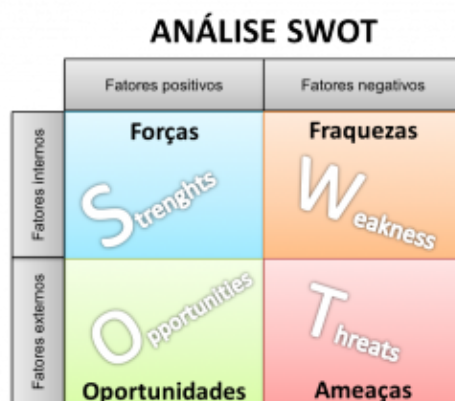 ANÁLISE SWOT
Fatores positivos
Fatores negativos
Fatores internos
Forças
Strenghts
Fraquezas
Weakness
Fatores externos
Opportunities
Oportunidades
Threats
Ameaças